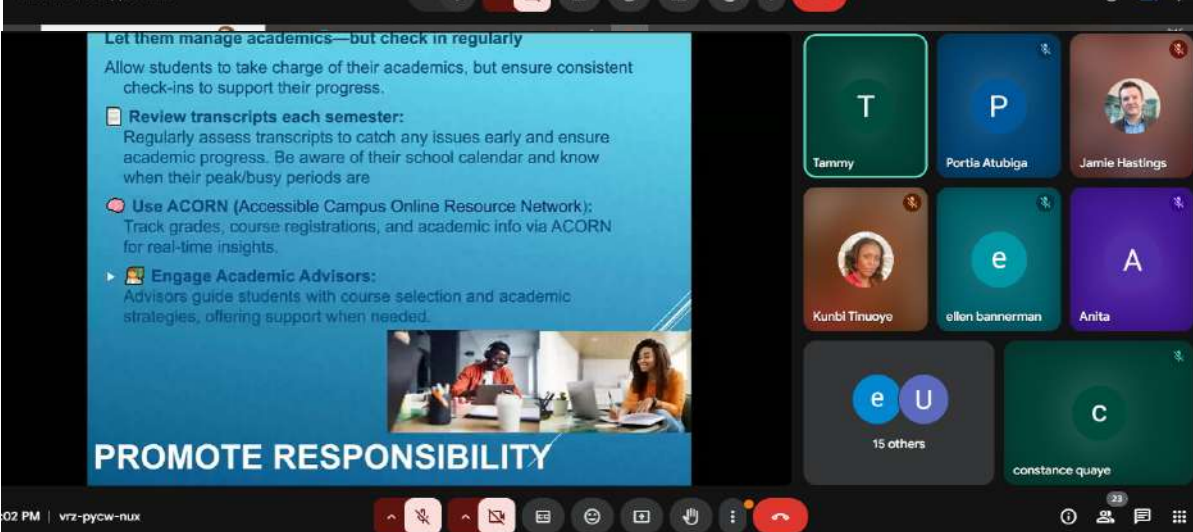 Let them manage academics—but check in regularly
Allow students to take charge of their academics, but ensure consistent
check-ins to support their progress.
Review transcripts each semester:
Regularly assess transcripts to catch any issues early and ensure
academic progress. Be aware of their school calendar and know
when their peak/busy periods are
Use ACORN (Accessible Campus Online Resource Network):
Track grades, course registrations, and academic info via ACORN
for real-time insights.
Engage Academic Advisors:
Advisors guide students with course selection and academic
strategies, offering support when needed.
PROMOTE RESPONSIBILITY
T
Tammy
P
Portia Atubiga
Jamie Hastings
Kunbi Tinuoye
e
ellen bannerman
A
Anita
e U
15 others
c
constance quaye
:02 PM | vrz-pycw-nux
23